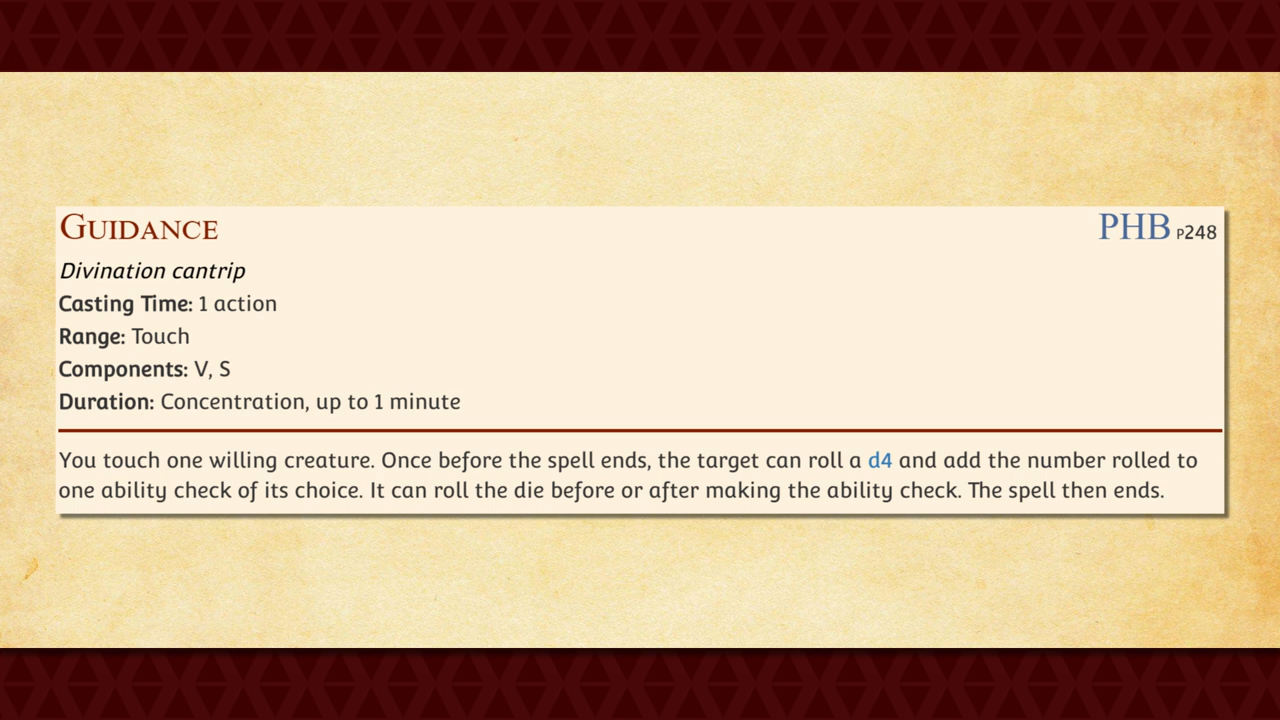 Guidance PHB P248
Divination cantrip
Casting Time: 1 action
Range: Touch
Components: V, S
Duration: Concentration, up to 1 minute
You touch one willing creature. Once before the spell ends, the target can roll a d4 and add the number rolled to
one ability check of its choice. It can roll the die before or after making the ability check. The spell then ends.